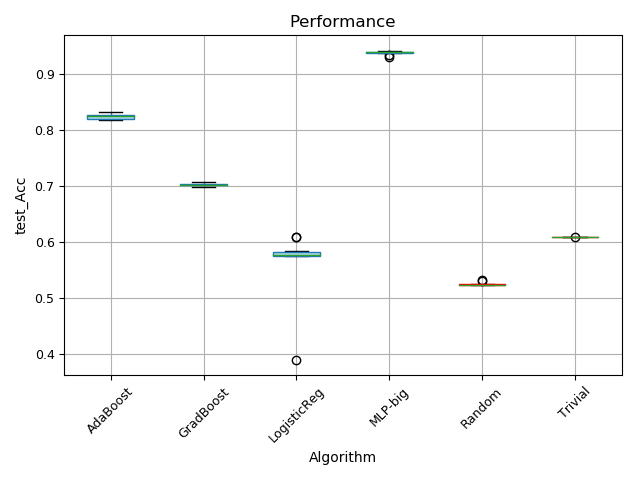 Performance
test_Acc
0.9
0.8
0.7
0.6
0.5
0.4
AdaBoost
GradBoost
LogisticReg
MLP-big
Random
Trivial
Algorithm